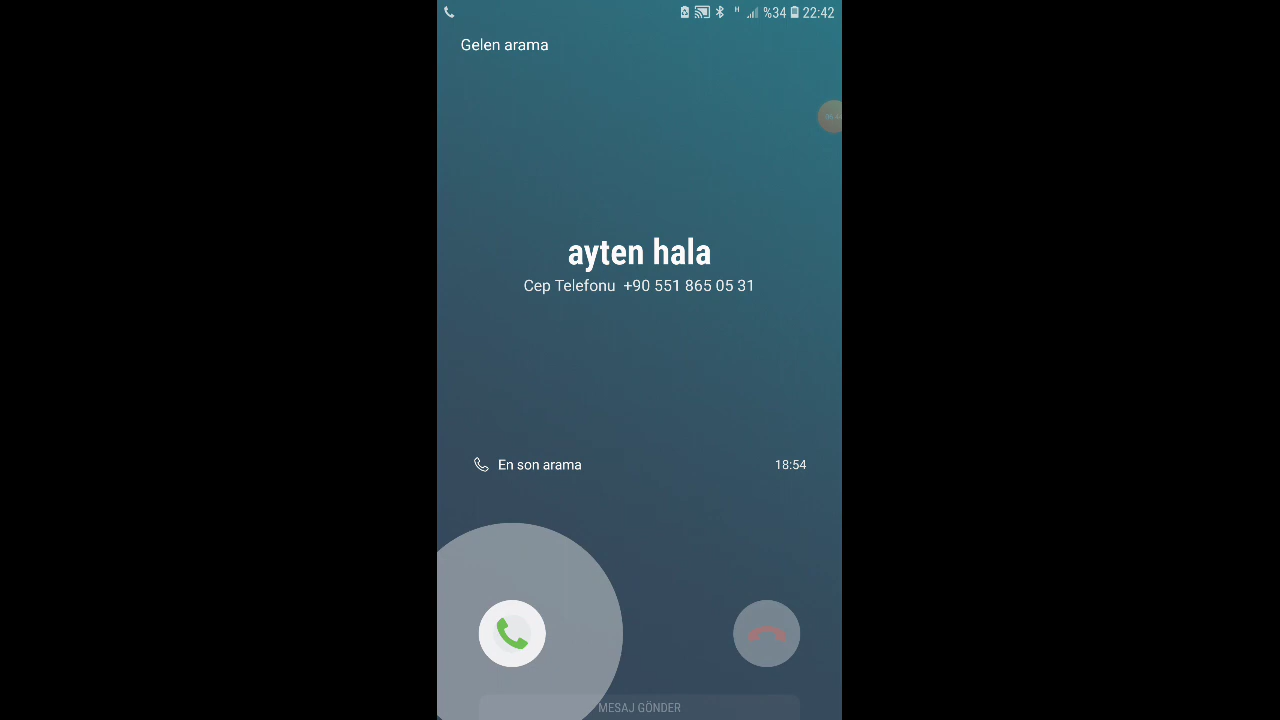 H %34 22:42
Gelen arama
ayten hala
Cep Telefonu +90 551 865 05 31
En son arama 18:54
MESAJ GÖNDER